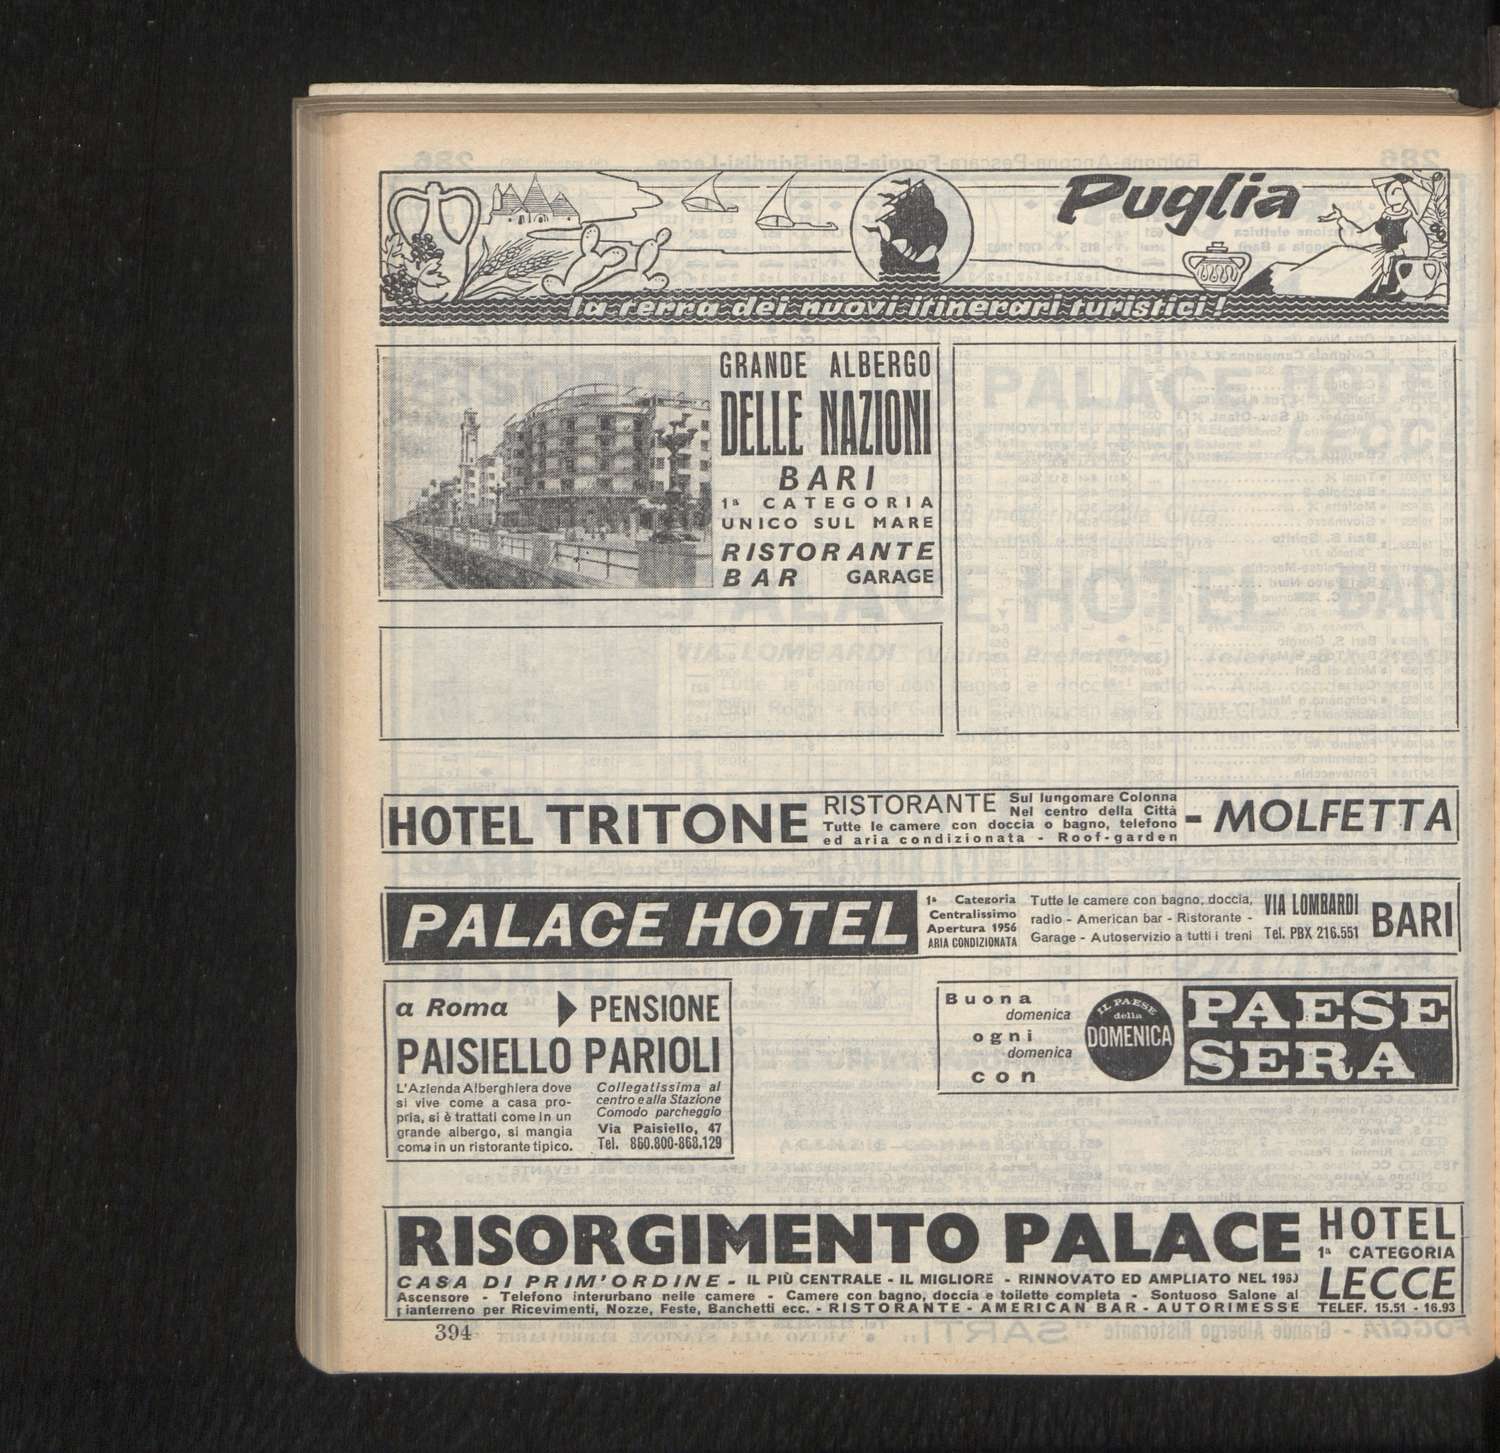 Puglia
la terra dei nuovi itinerari turistici!
GRANDE ALBERGO
DELLE NAZIONI
BARI
1ª CATEGORIA
UNICO SUL MARE
RISTORANTE
BAR GARAGE
HOTEL TRITONE
RISTORANTE
Sul lungomare Colonna
Nel centro della Città
Tutte le camere con doccia o bagno, telefono
ed aria condizionata - Roof-garden
- MOLFETTA
PALACE HOTEL
1ª Categoria
Centralissimo
Apertura 1956
ARIA CONDIZIONATA
Tutte le camere con bagno, doccia,
radio - American bar - Ristorante -
Garage - Autoservizio a tutti i treni
VIA LOMBARDI
Tel. PBX 216.551
BARI
a Roma PENSIONE
PAISIELLO PARIOLI
L'Azienda Alberghiera dove
si vive come a casa pro-
pria, si è trattati come in un
grande albergo, si mangia
come in un ristorante tipico.
Collegatissima al
centro e alla Stazione
Comodo parcheggio
Via Paisiello, 47
Tel. 860.800-868.129
Buona
domenica
ogni
domenica
con
IL PAESE
della
DOMENICA
PAESE
SERA
RISORGIMENTO PALACE
HOTEL
1ª CATEGORIA
LECCE
TELEF. 15.51 - 16.93
CASA DI PRIM'ORDINE - IL PIÙ CENTRALE - IL MIGLIORE - RINNOVATO ED AMPLIATO NEL
Ascensore - Telefono interurbano nelle camere - Camere con bagno, doccia e toilette completa - Sontuoso Salone al
pianterreno per Ricevimenti, Nozze, Feste, Banchetti ecc. - RISTORANTE - AMERICAN BAR - AUTORIMESSE
394